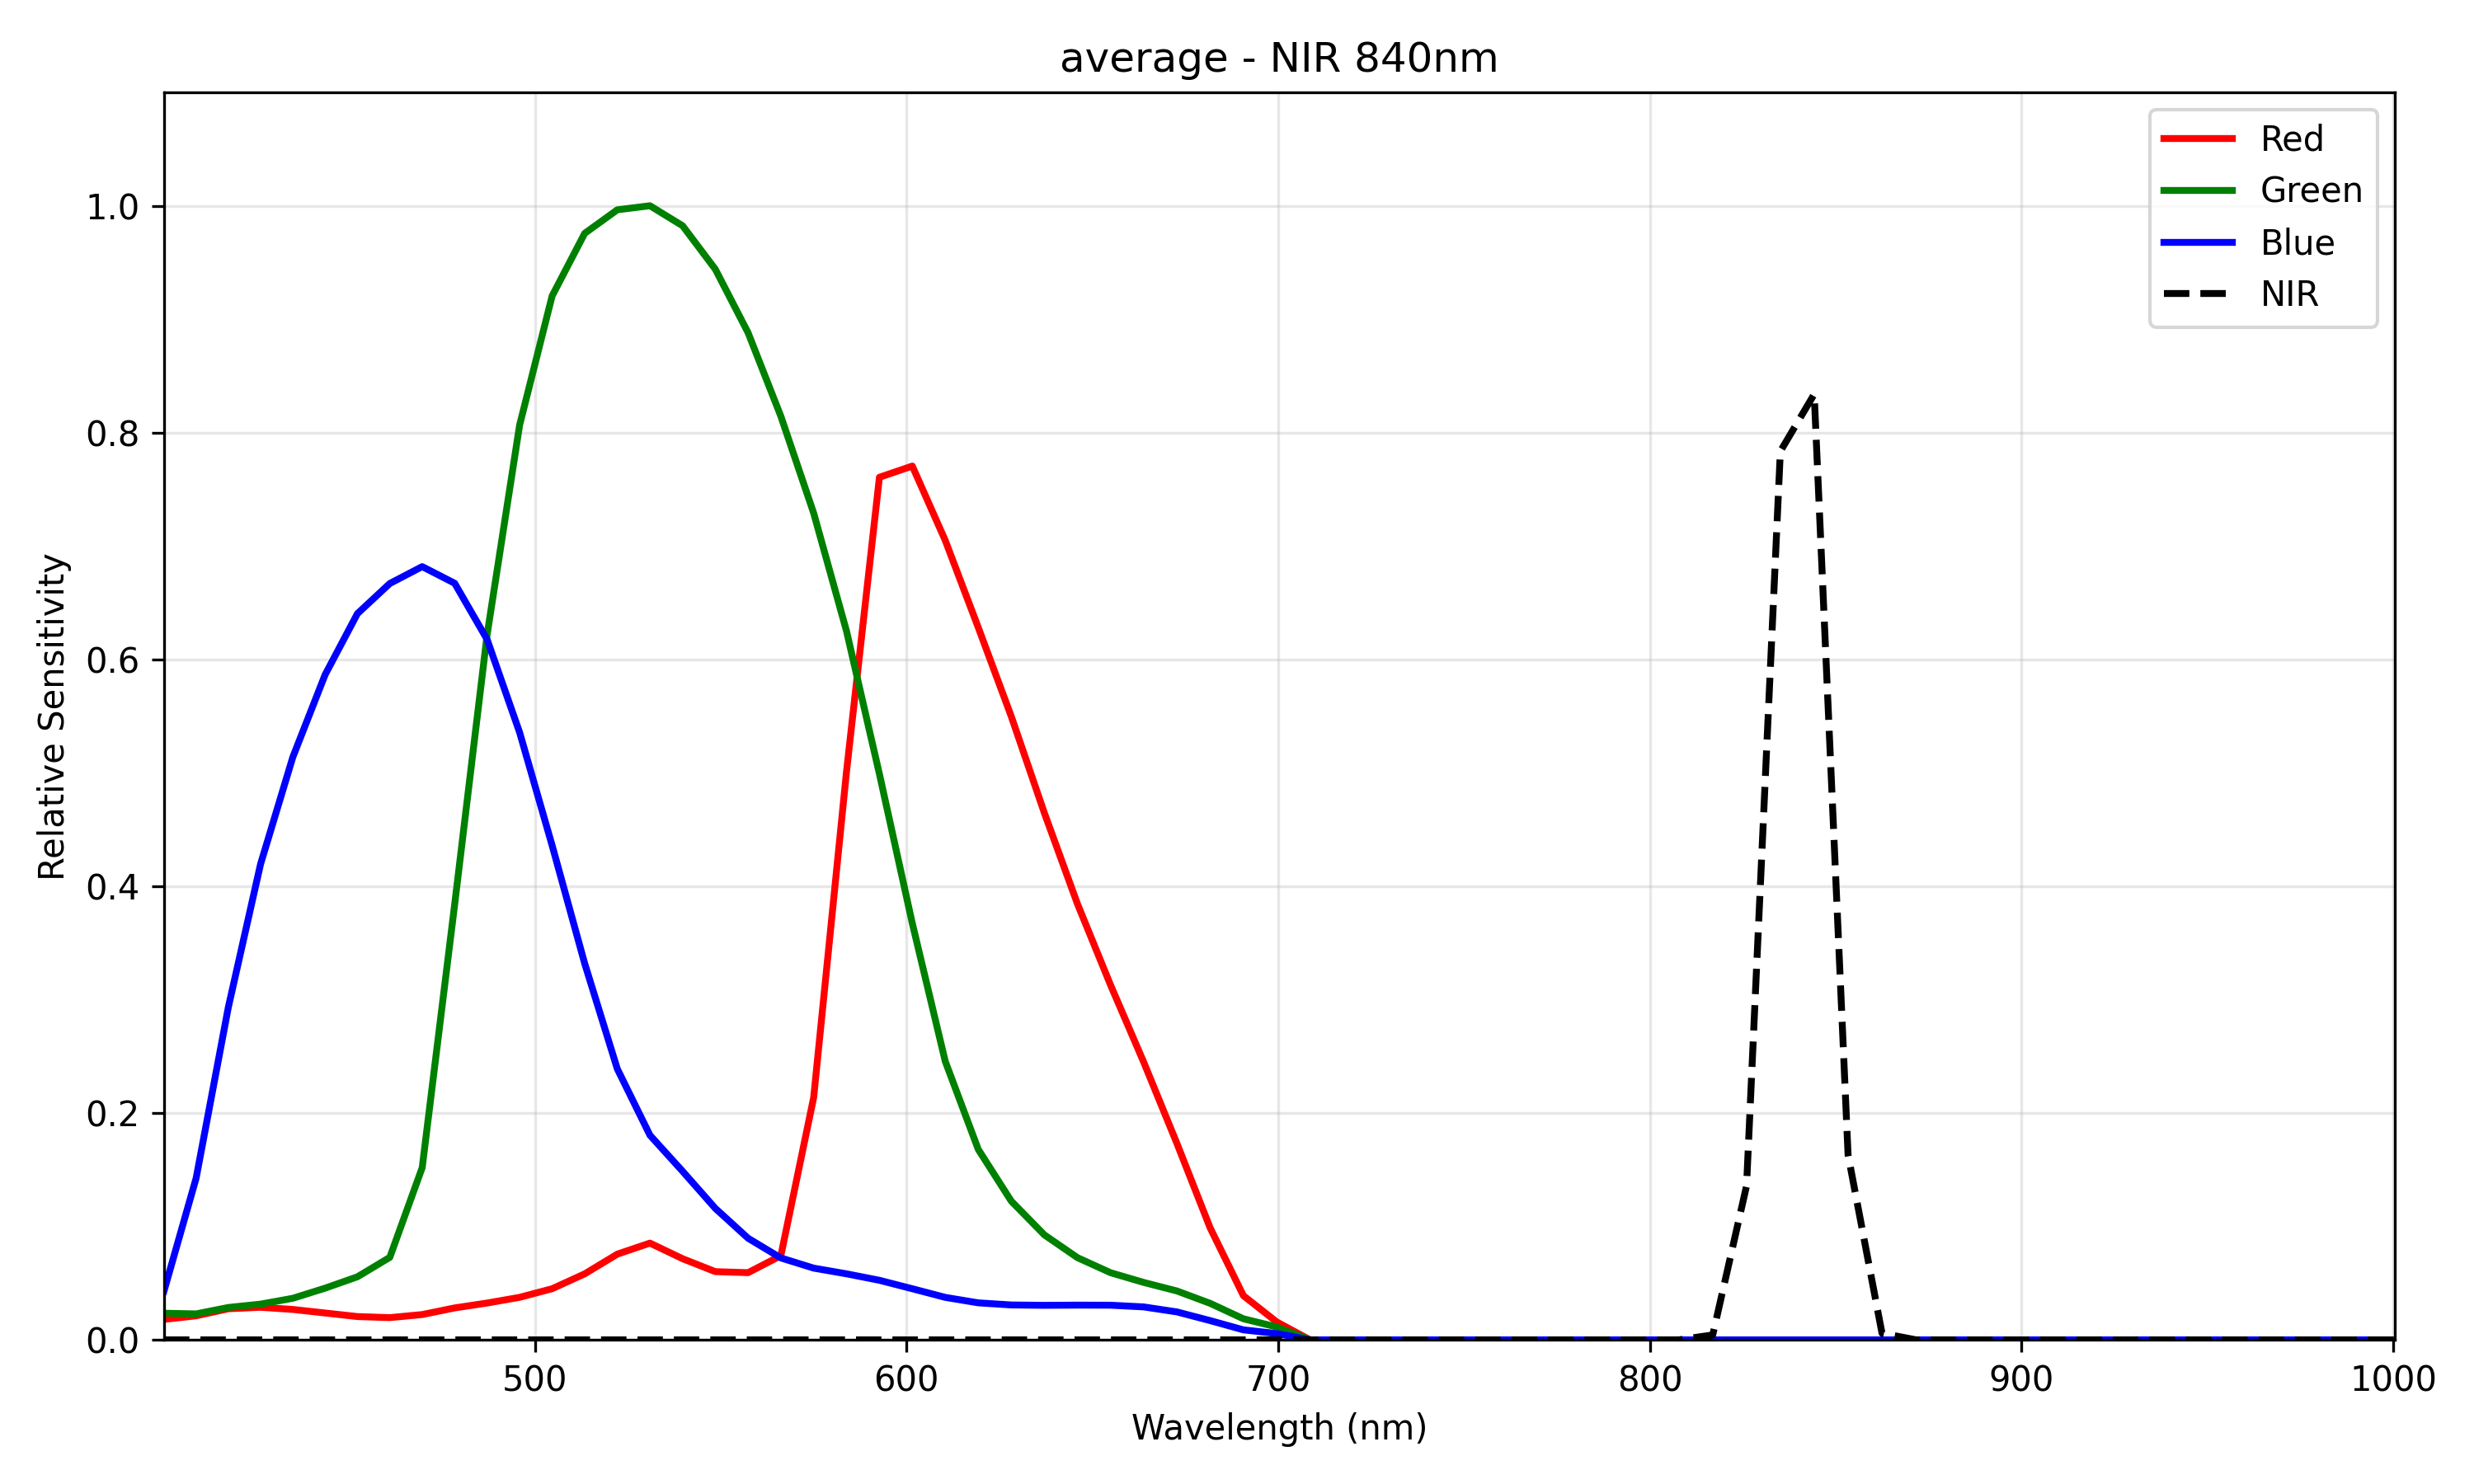 average - NIR 840nm
Red
Green
Blue
NIR
1.0
0.8
0.6
0.4
0.2
0.0
Relative Sensitivity
500 600 700 800 900 1000
Wavelength (nm)